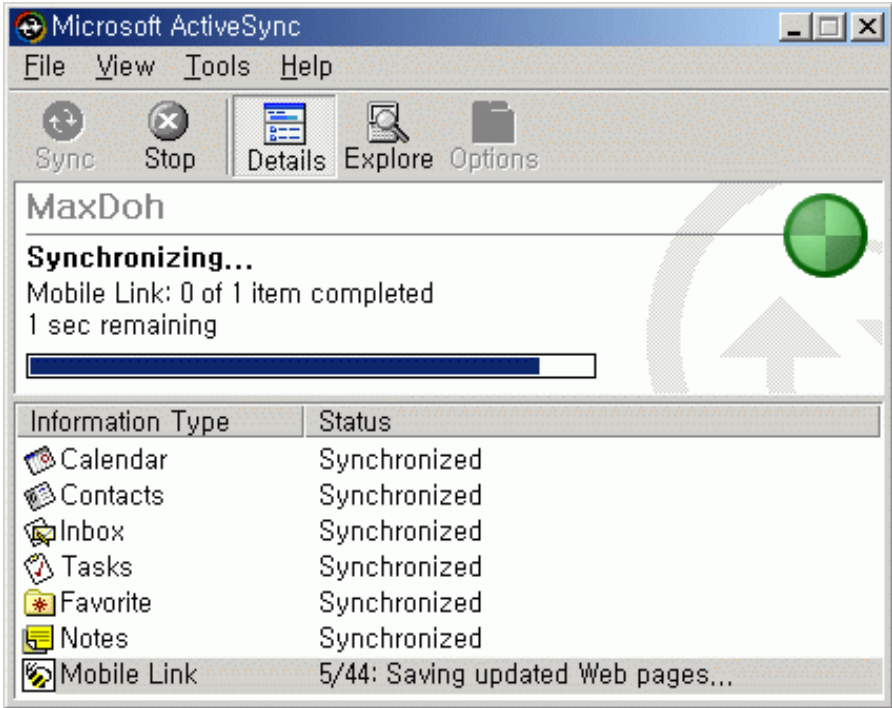 Microsoft ActiveSync
File View Tools Help
Sync Stop Details Explore Options
MaxDoh
Synchronizing...
Mobile Link: 0 of 1 item completed
1 sec remaining
Information Type Status
Calendar Synchronized
Contacts Synchronized
Inbox Synchronized
Tasks Synchronized
Favorite Synchronized
Notes Synchronized
Mobile Link 5/44: Saving updated Web pages...